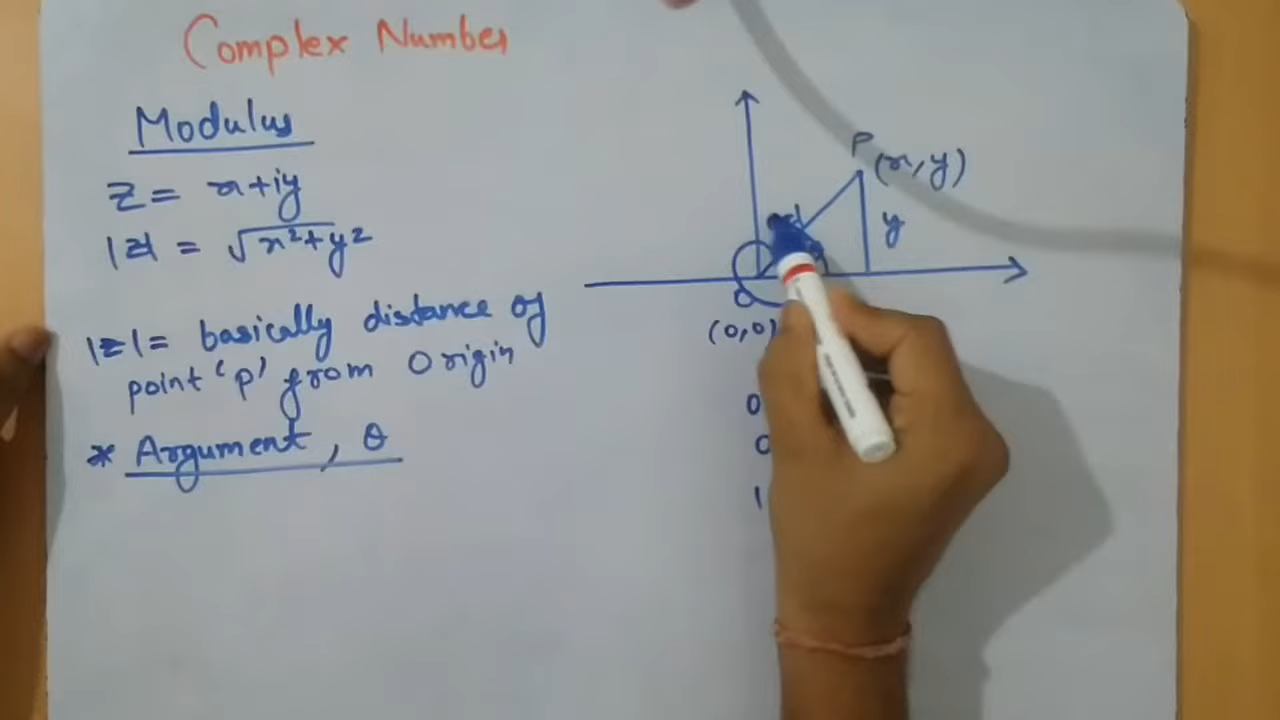 Complex Number
Modulus
z = x+iy
|z| = √x²+y²
|z| = basically distance of
point 'p' from Origin
* Argument, θ
P
(x,y)
y
O
(0,0)